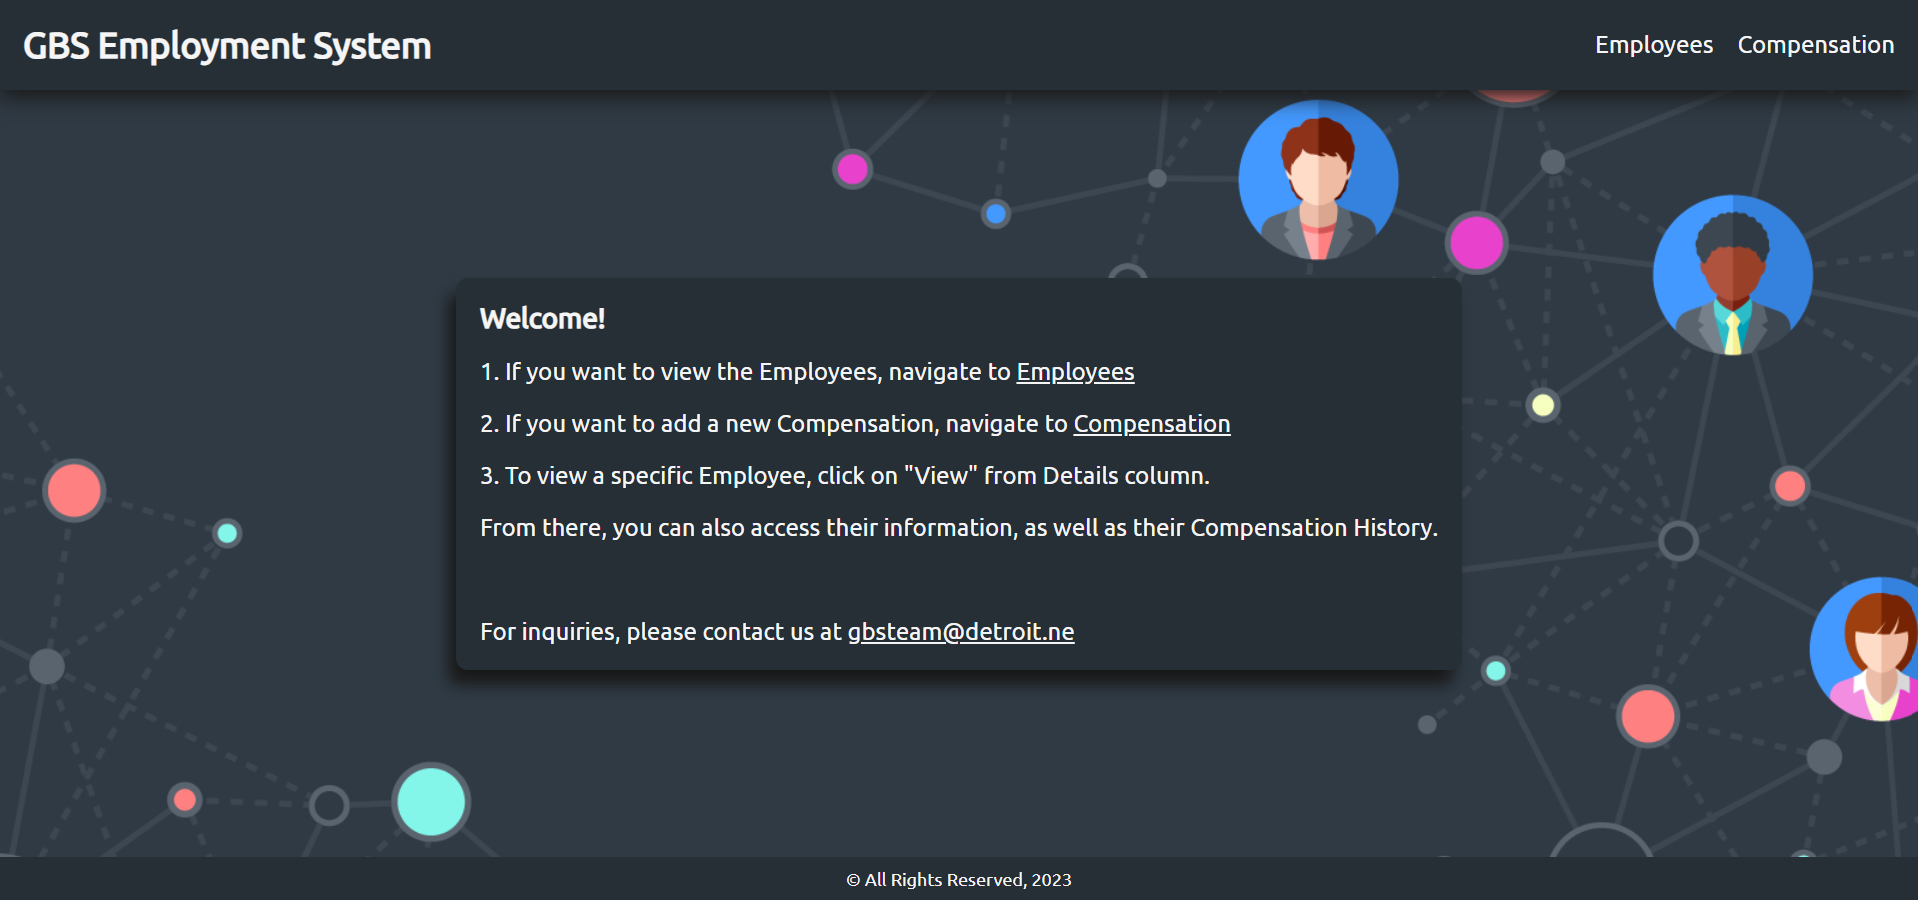 GBS Employment System
Employees Compensation
Welcome!
1. If you want to view the Employees, navigate to Employees
2. If you want to add a new Compensation, navigate to Compensation
3. To view a specific Employee, click on "View" from Details column.
From there, you can also access their information, as well as their Compensation History.
For inquiries, please contact us at gbsteam@detroit.ne
© All Rights Reserved, 2023